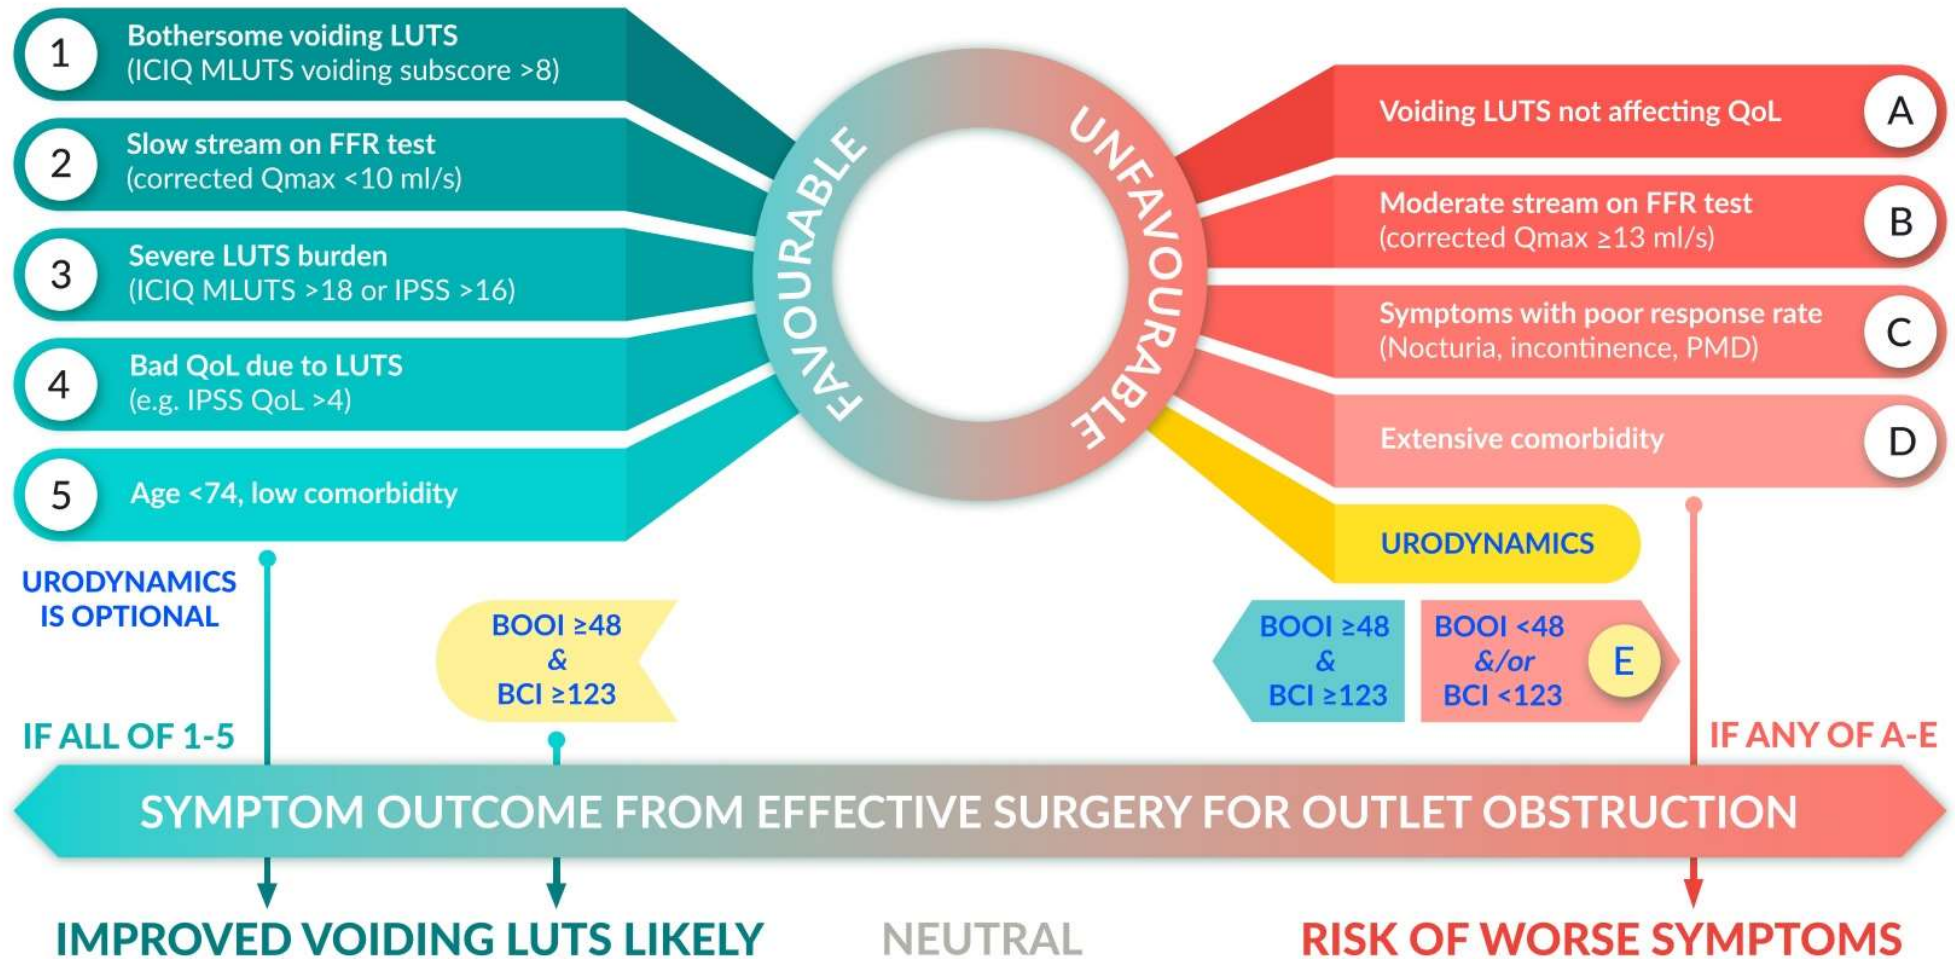 1
Bothersome voiding LUTS
(ICIQ MLUTS voiding subscore >8)
2
Slow stream on FFR test
(corrected Qmax <10 ml/s)
3
Severe LUTS burden
(ICIQ MLUTS >18 or IPSS >16)
4
Bad QoL due to LUTS
(e.g. IPSS QoL >4)
5
Age <74, low comorbidity
FAVOURABLE
UNFAVOURABLE
Voiding LUTS not affecting QoL
A
Moderate stream on FFR test
(corrected Qmax ≥13 ml/s)
B
Symptoms with poor response rate
(Nocturia, incontinence, PMD)
C
Extensive comorbidity
D
URODYNAMICS
URODYNAMICS
IS OPTIONAL
BOOI ≥48
&
BCI ≥123
BOOI ≥48
&
BCI ≥123
BOOI <48
&/or
BCI <123
E
IF ALL OF 1-5
IF ANY OF A-E
SYMPTOM OUTCOME FROM EFFECTIVE SURGERY FOR OUTLET OBSTRUCTION
IMPROVED VOIDING LUTS LIKELY
NEUTRAL
RISK OF WORSE SYMPTOMS